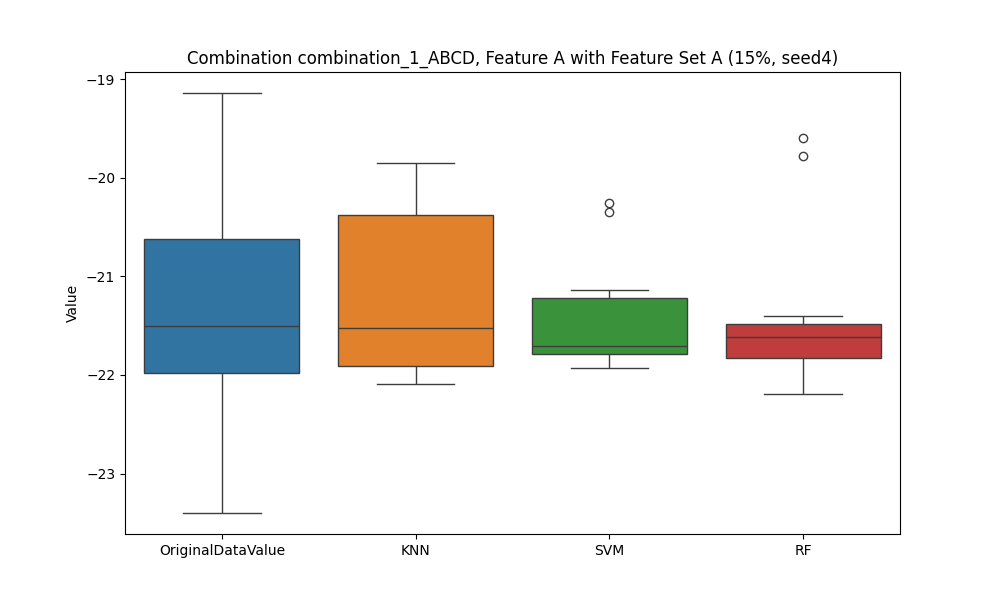 Combination combination_1_ABCD, Feature A with Feature Set A (15%, seed4)
Value
−19
−20
−21
−22
−23
OriginalDataValue
KNN
SVM
RF